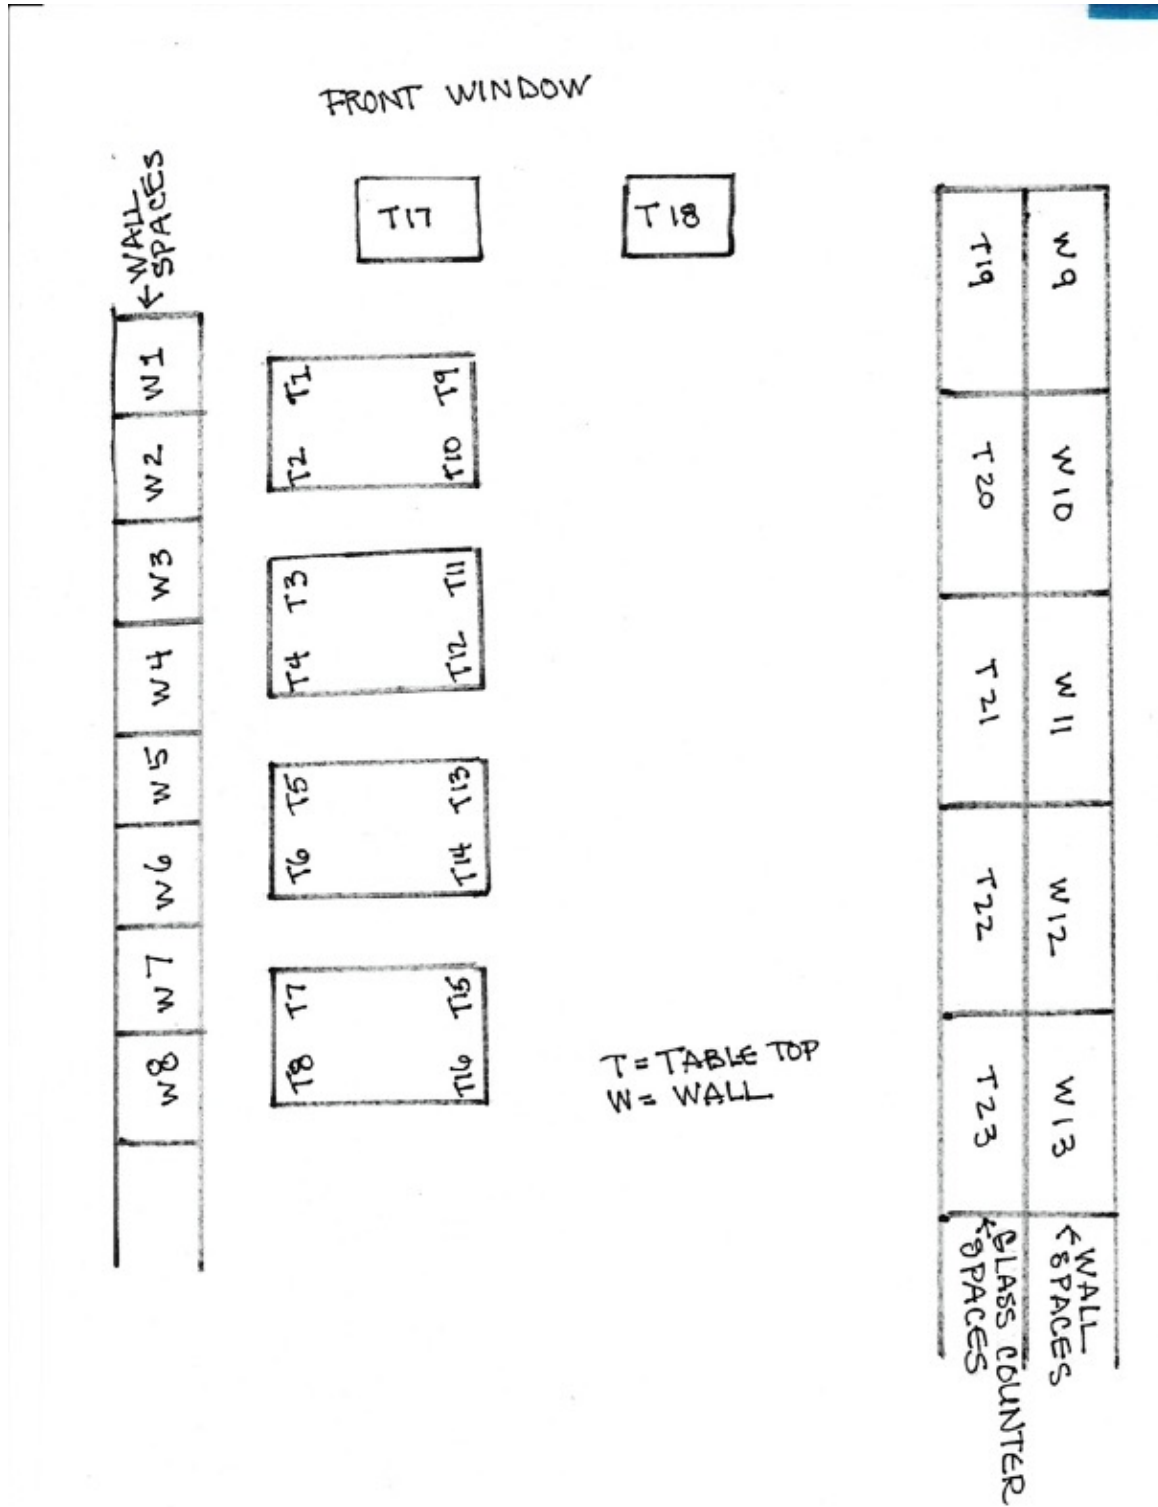 FRONT WINDOW
← WALL
SPACES
T17
T18
W1
W2
W3
W4
W5
W6
W7
W8
T1
T9
T2
T10
T3
T11
T4
T12
T5
T13
T6
T14
T7
T15
T8
T16
T19
W9
T20
W10
T21
W11
T22
W12
T23
W13
T = TABLE TOP
W = WALL
← GLASS COUNTER
SPACES
← WALL
SPACES